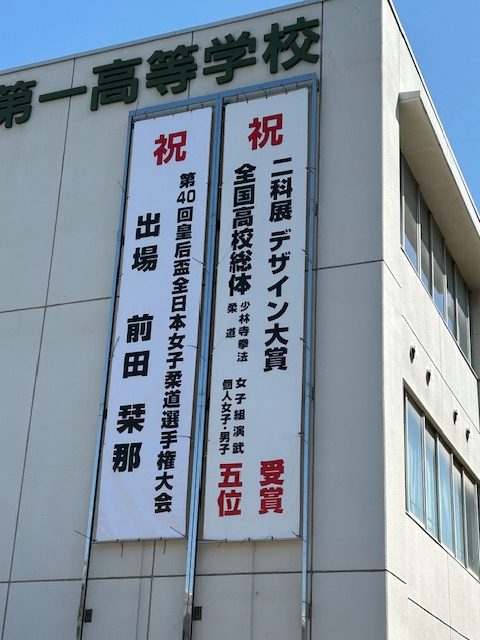 第一高等学校
祝
二科展 デザイン大賞 受賞
全国高校総体 少林寺拳法 女子組演武 五位
柔道 個人女子・男子
祝
第40回皇后盃全日本女子柔道選手権大会
出場 前田 栞那